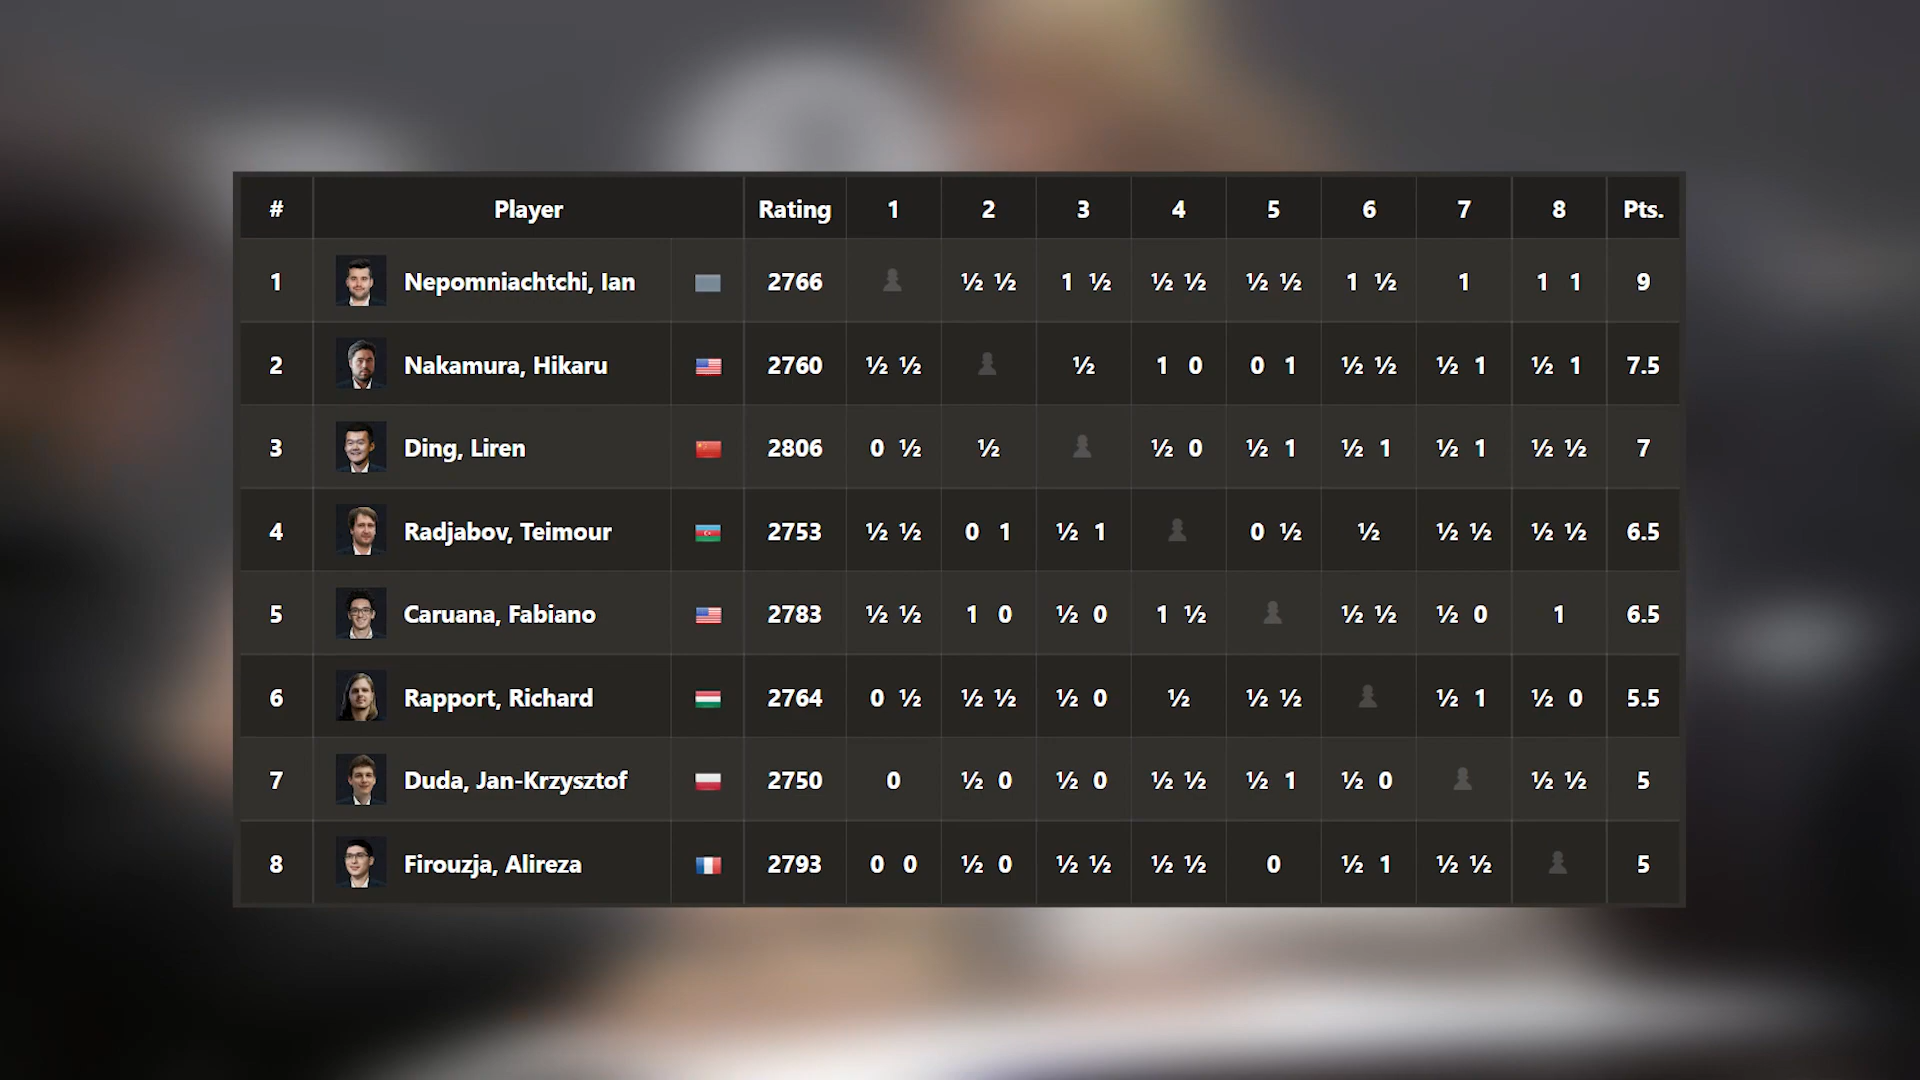 # Player Rating 1 2 3 4 5 6 7 8 Pts.
1 Nepomniachtchi, Ian 2766 ½ ½ 1 ½ ½ ½ ½ ½ 1 ½ 1 1 1 9
2 Nakamura, Hikaru 2760 ½ ½ ½ 1 0 0 1 ½ ½ ½ 1 ½ 1 7.5
3 Ding, Liren 2806 0 ½ ½ ½ 0 ½ 1 ½ 1 ½ 1 ½ ½ 7
4 Radjabov, Teimour 2753 ½ ½ 0 1 ½ 1 0 ½ ½ ½ ½ ½ ½ 6.5
5 Caruana, Fabiano 2783 ½ ½ 1 0 ½ 0 1 ½ ½ ½ ½ 0 1 6.5
6 Rapport, Richard 2764 0 ½ ½ ½ ½ 0 ½ ½ ½ ½ 1 ½ 0 5.5
7 Duda, Jan-Krzysztof 2750 0 ½ 0 ½ 0 ½ ½ ½ 1 ½ 0 ½ ½ 5
8 Firouzja, Alireza 2793 0 0 ½ 0 ½ ½ ½ ½ 0 ½ 1 ½ ½ 5